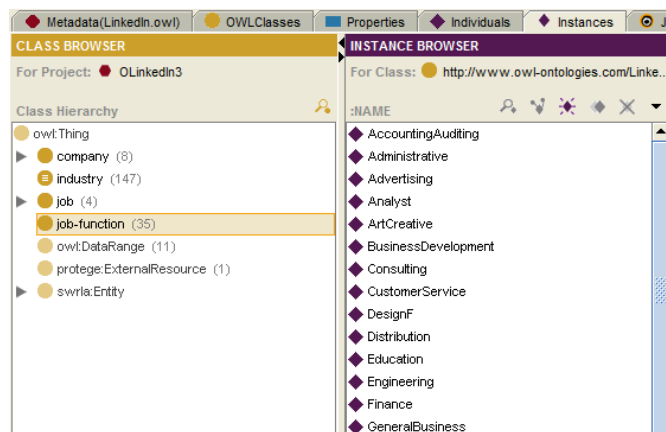 Metadata(LinkedIn.owl)
OWLClasses
Properties
Individuals
Instances
CLASS BROWSER
For Project: OLinkedIn3
Class Hierarchy
owl:Thing
company (8)
industry (147)
job (4)
job-function (35)
owl:DataRange (11)
protege:ExternalResource (1)
swrla:Entity
INSTANCE BROWSER
For Class: http://www.owl-ontologies.com/Linke..
:NAME
AccountingAuditing
Administrative
Advertising
Analyst
ArtCreative
BusinessDevelopment
Consulting
CustomerService
DesignF
Distribution
Education
Engineering
Finance
GeneralBusiness